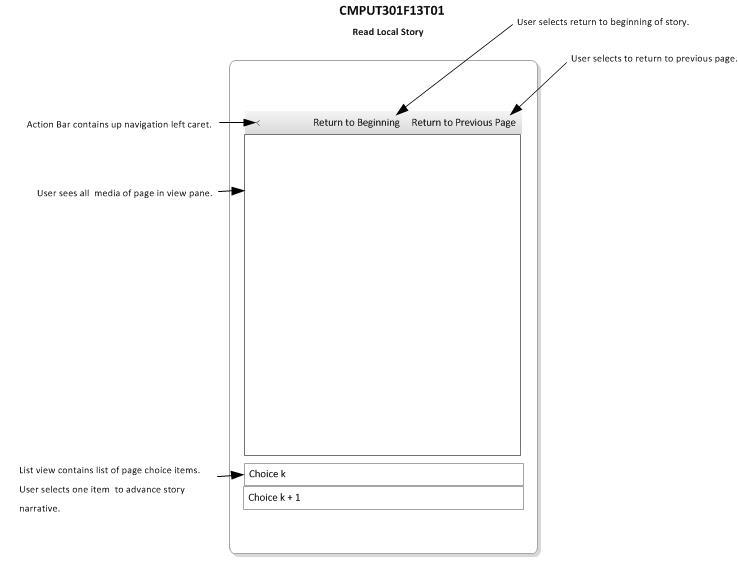 CMPUT301F13T01
Read Local Story
User selects return to beginning of story.
User selects to return to previous page.
Action Bar contains up navigation left caret.
< Return to Beginning Return to Previous Page
User sees all media of page in view pane.
List view contains list of page choice items.
User selects one item to advance story
narrative.
Choice k
Choice k + 1